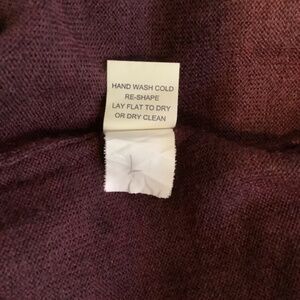 HAND WASH COLD
RE-SHAPE
LAY FLAT TO DRY
OR DRY CLEAN